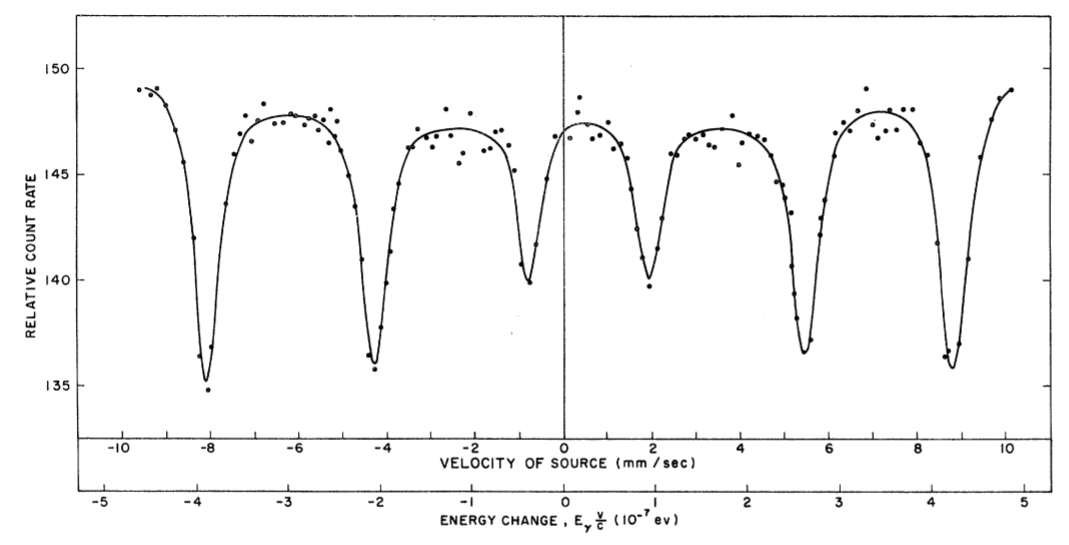 150
145
140
135
RELATIVE COUNT RATE
-10 -8 -6 -4 -2 0 2 4 6 8 10
VELOCITY OF SOURCE (mm/sec)
-5 -4 -3 -2 -1 0 1 2 3 4 5
ENERGY CHANGE, Eγ v/c (10⁻⁷ ev)